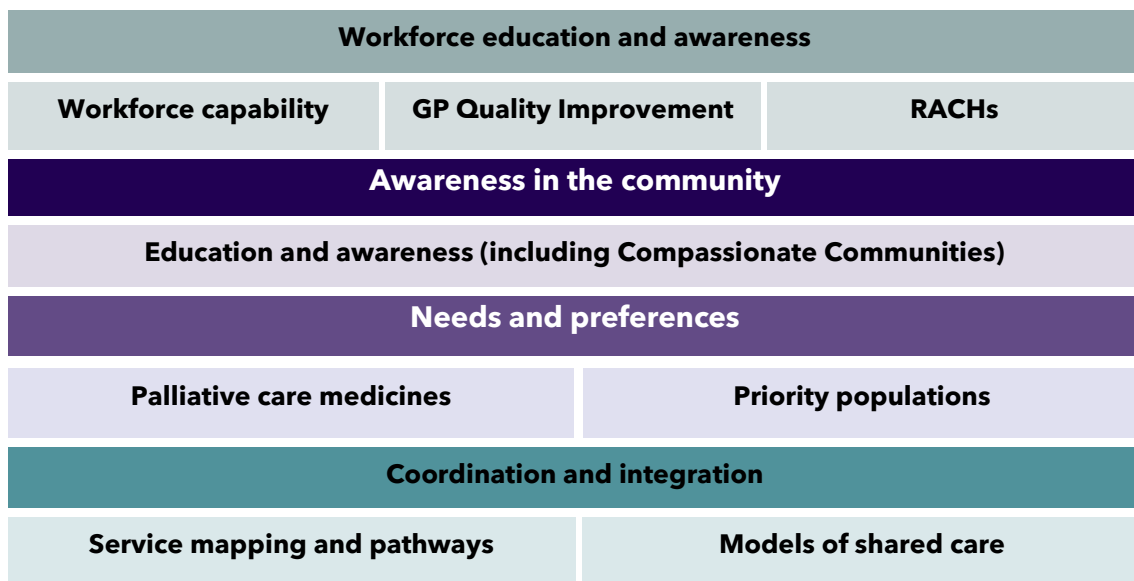 Workforce education and awareness
Workforce capability
GP Quality Improvement
RACHs
Awareness in the community
Education and awareness (including Compassionate Communities)
Needs and preferences
Palliative care medicines
Priority populations
Coordination and integration
Service mapping and pathways
Models of shared care